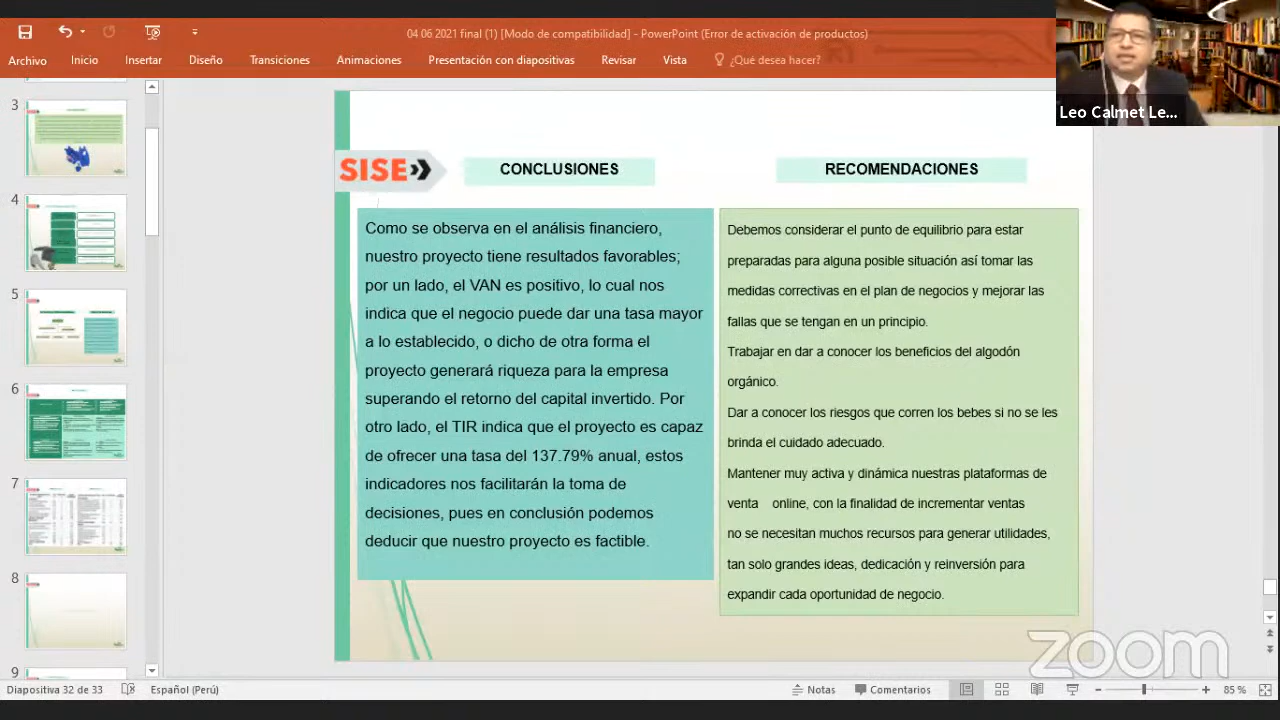 04 06 2021 final (1) [Modo de compatibilidad] - PowerPoint (Error de activación de productos)
Archivo Inicio Insertar Diseño Transiciones Animaciones Presentación con diapositivas Revisar Vista ¿Qué desea hacer?
Leo Calmet Le...
3
4
5
6
7
8
9
SISE
CONCLUSIONES
Como se observa en el análisis financiero,
nuestro proyecto tiene resultados favorables;
por un lado, el VAN es positivo, lo cual nos
indica que el negocio puede dar una tasa mayor
a lo establecido, o dicho de otra forma el
proyecto generará riqueza para la empresa
superando el retorno del capital invertido. Por
otro lado, el TIR indica que el proyecto es capaz
de ofrecer una tasa del 137.79% anual, estos
indicadores nos facilitarán la toma de
decisiones, pues en conclusión podemos
deducir que nuestro proyecto es factible.
RECOMENDACIONES
Debemos considerar el punto de equilibrio para estar
preparadas para alguna posible situación así tomar las
medidas correctivas en el plan de negocios y mejorar las
fallas que se tengan en un principio.
Trabajar en dar a conocer los beneficios del algodón
orgánico.
Dar a conocer los riesgos que corren los bebes si no se les
brinda el cuidado adecuado.
Mantener muy activa y dinámica nuestras plataformas de
venta online, con la finalidad de incrementar ventas
no se necesitan muchos recursos para generar utilidades,
tan solo grandes ideas, dedicación y reinversión para
expandir cada oportunidad de negocio.
zoom
Diapositiva 32 de 33 Español (Perú) Notas Comentarios 85 %